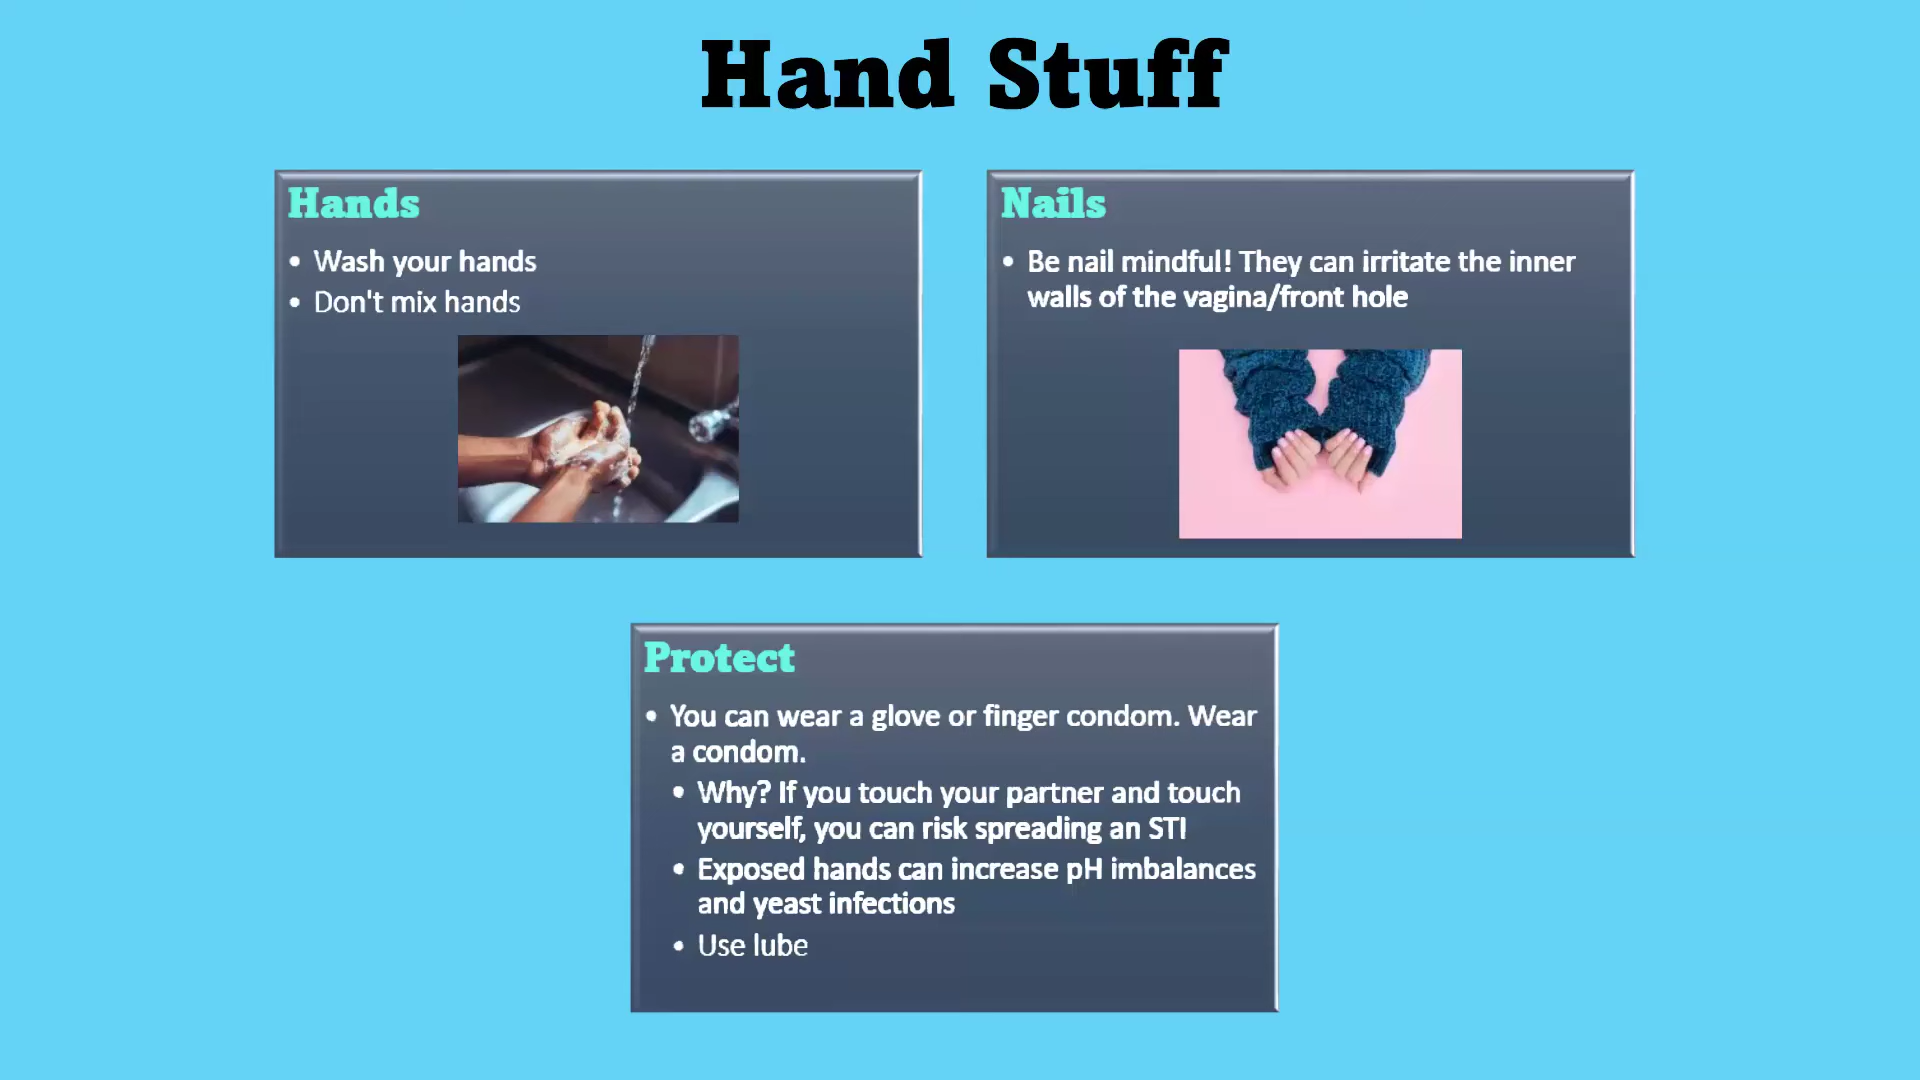 Hand Stuff
Hands
• Wash your hands
• Don't mix hands
Nails
• Be nail mindful! They can irritate the inner
walls of the vagina/front hole
Protect
• You can wear a glove or finger condom. Wear
a condom.
• Why? If you touch your partner and touch
yourself, you can risk spreading an STI
• Exposed hands can increase pH imbalances
and yeast infections
• Use lube